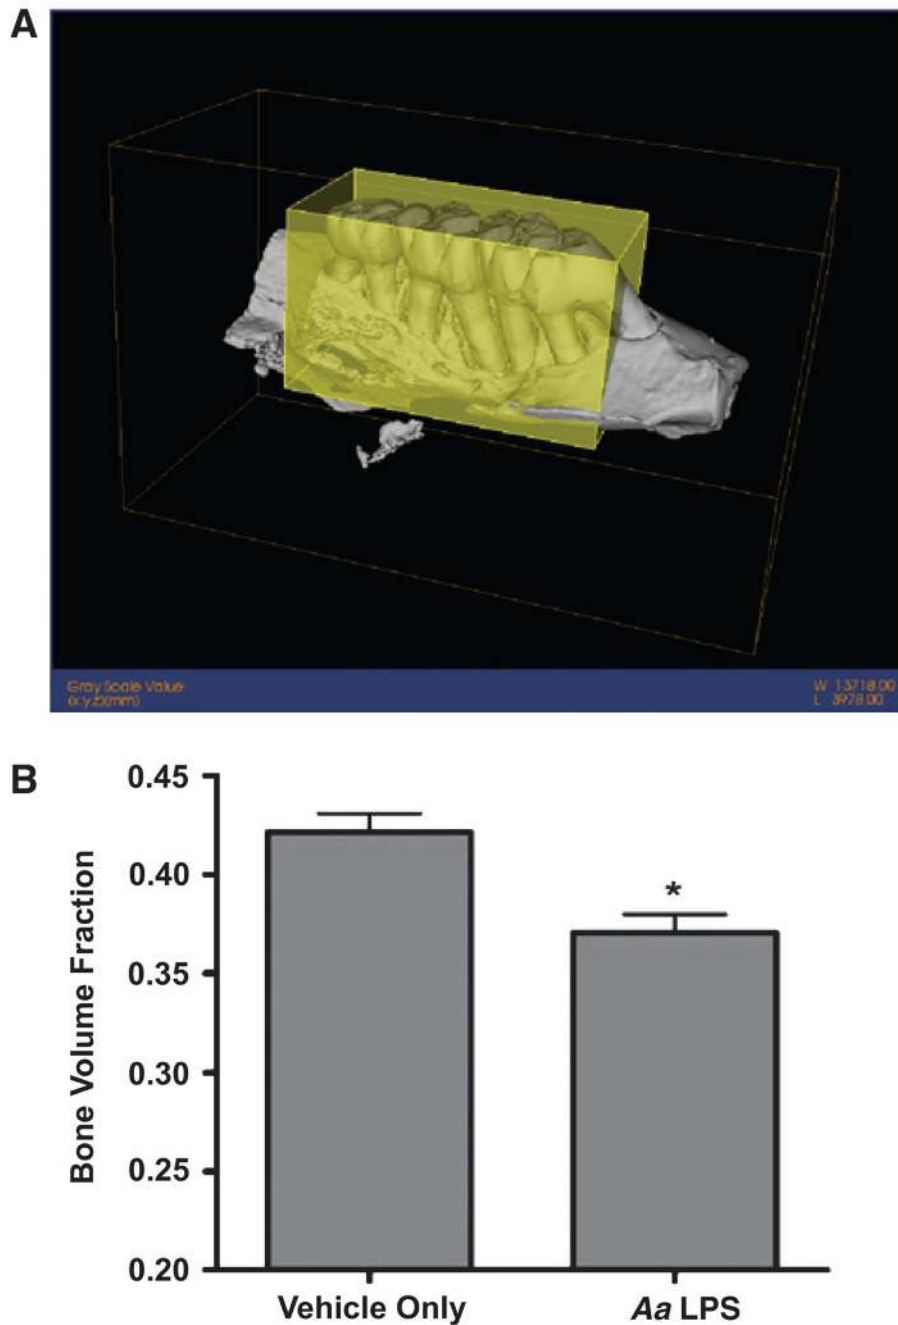 A
Gray Scale Value
(x,y,z)(mm)
W 13718.00
L 3978.00
B
Bone Volume Fraction
0.45
0.40
0.35
0.30
0.25
0.20
*
Vehicle Only
Aa LPS